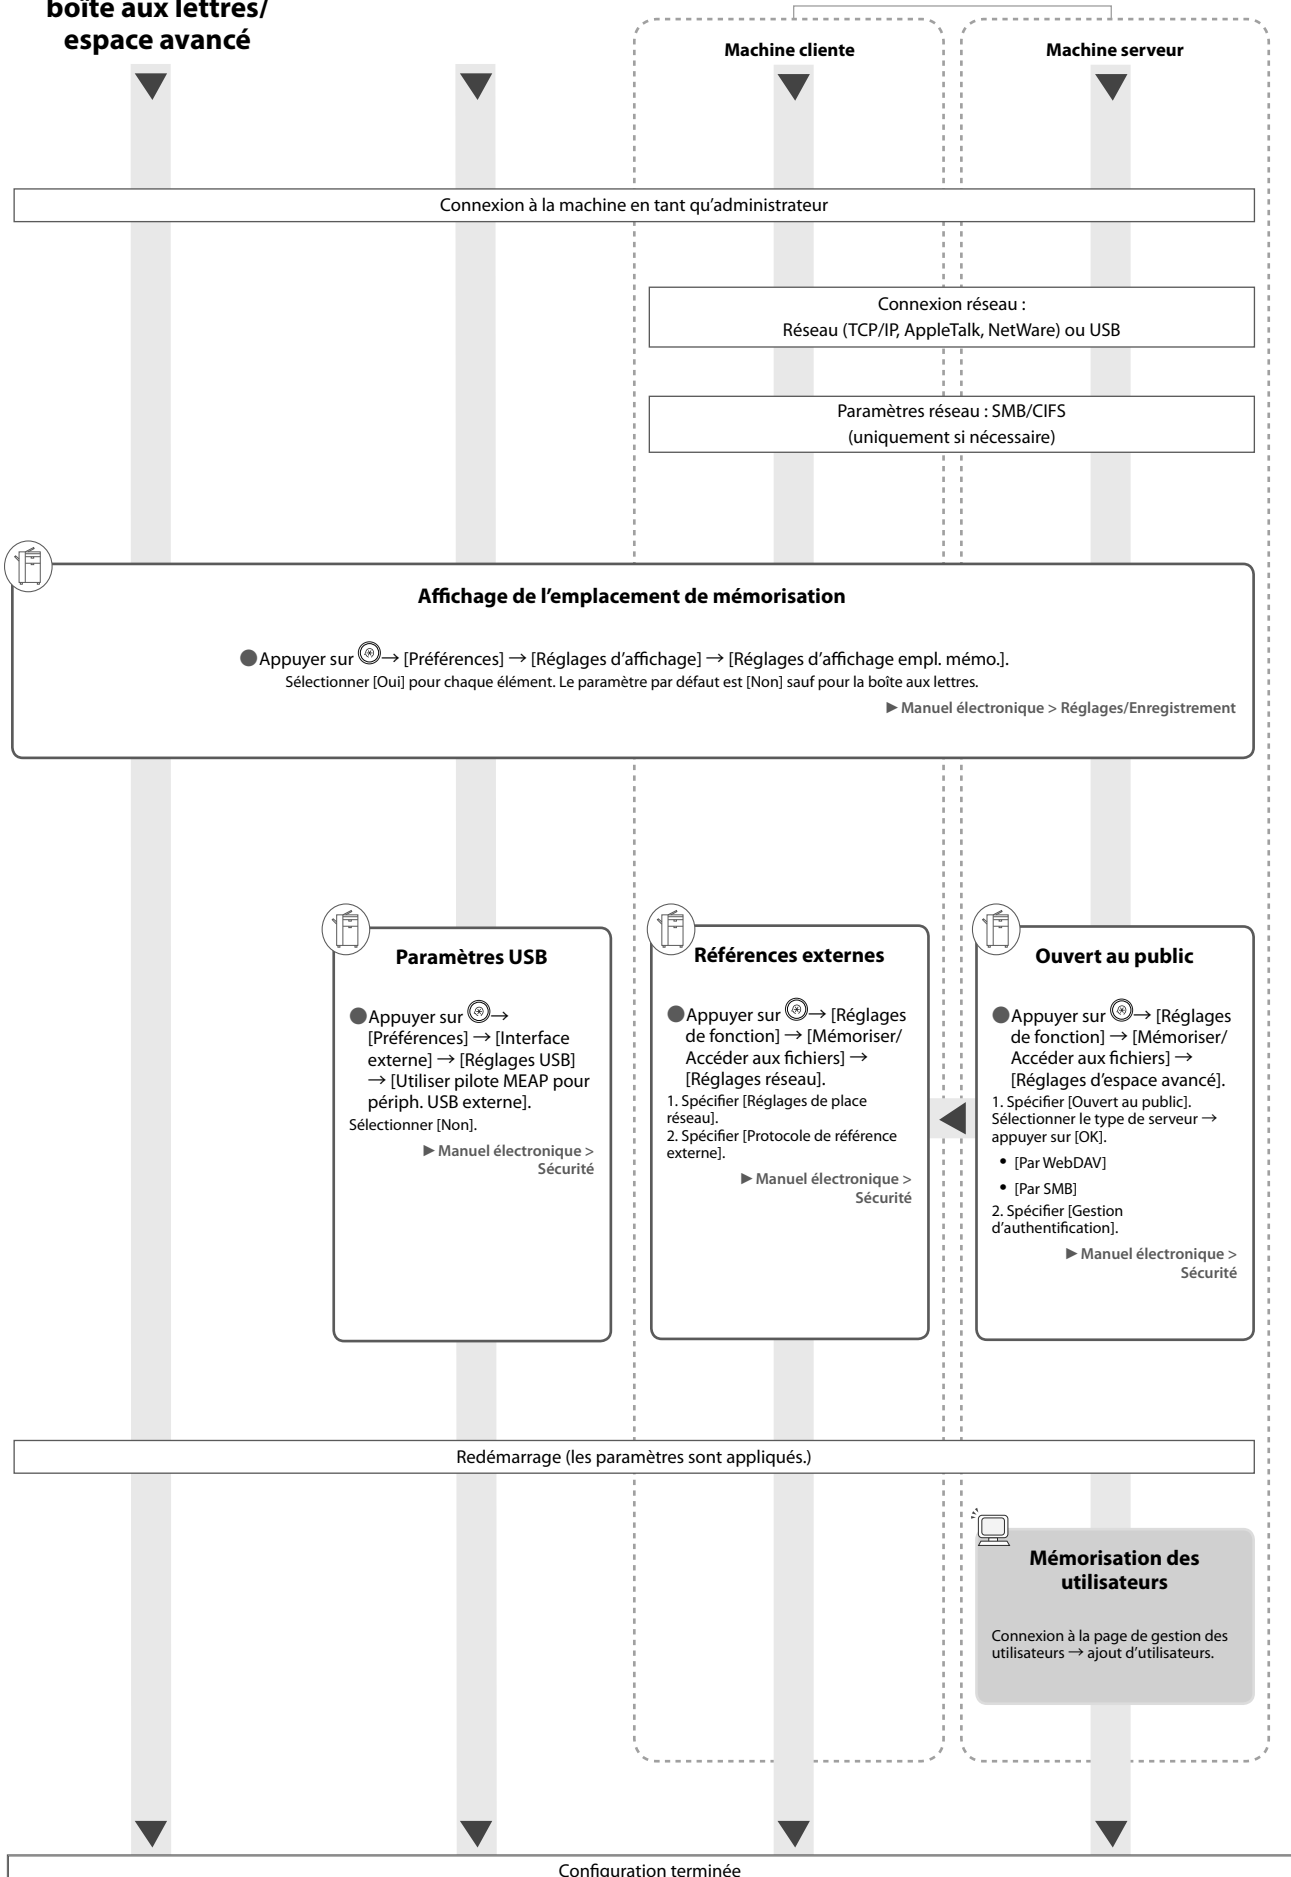 boîte aux lettres/
espace avancé
Machine cliente
Machine serveur
Connexion à la machine en tant qu’administrateur
Connexion réseau :
Réseau (TCP/IP, AppleTalk, NetWare) ou USB
Paramètres réseau : SMB/CIFS
(uniquement si nécessaire)
Affichage de l’emplacement de mémorisation
●Appuyer sur → [Préférences] → [Réglages d’affichage] → [Réglages d’affichage empl. mémo.].
Sélectionner [Oui] pour chaque élément. Le paramètre par défaut est [Non] sauf pour la boîte aux lettres.
►Manuel électronique > Réglages/Enregistrement
Paramètres USB
●Appuyer sur →
[Préférences] → [Interface
externe] → [Réglages USB]
→ [Utiliser pilote MEAP pour
périph. USB externe].
Sélectionner [Non].
►Manuel électronique >
Sécurité
Références externes
●Appuyer sur → [Réglages
de fonction] → [Mémoriser/
Accéder aux fichiers] →
[Réglages réseau].
1. Spécifier [Réglages de place
réseau].
2. Spécifier [Protocole de référence
externe].
►Manuel électronique >
Sécurité
Ouvert au public
●Appuyer sur → [Réglages
de fonction] → [Mémoriser/
Accéder aux fichiers] →
[Réglages d’espace avancé].
1. Spécifier [Ouvert au public].
Sélectionner le type de serveur →
appuyer sur [OK].
• [Par WebDAV]
• [Par SMB]
2. Spécifier [Gestion
d’authentification].
►Manuel électronique >
Sécurité
Redémarrage (les paramètres sont appliqués.)
Mémorisation des
utilisateurs
Connexion à la page de gestion des
utilisateurs → ajout d’utilisateurs.
Configuration terminée